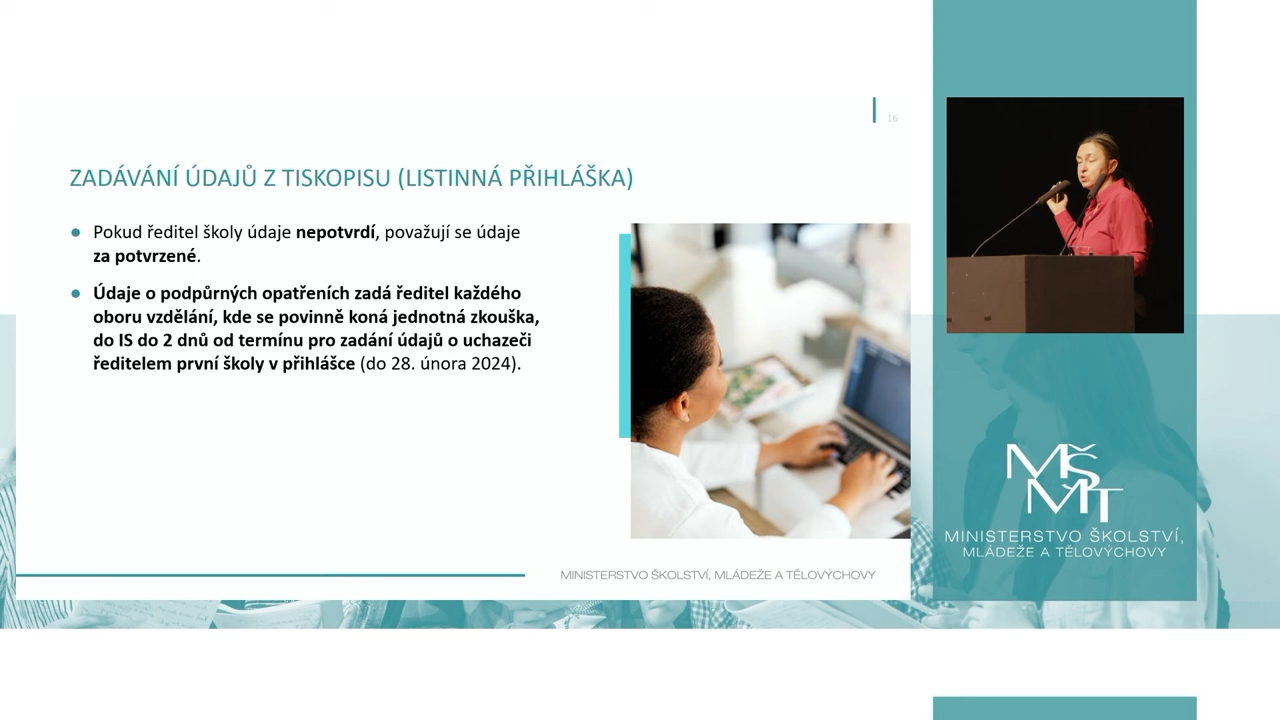 16
ZADÁVÁNÍ ÚDAJŮ Z TISKOPISU (LISTINNÁ PŘIHLÁŠKA)
Pokud ředitel školy údaje nepotvrdí, považují se údaje
za potvrzené.
Údaje o podpůrných opatřeních zadá ředitel každého
oboru vzdělání, kde se povinně koná jednotná zkouška,
do IS do 2 dnů od termínu pro zadání údajů o uchazeči
ředitelem první školy v přihlášce (do 28. února 2024).
MINISTERSTVO ŠKOLSTVÍ, MLÁDEŽE A TĚLOVÝCHOVY
MŠ
MT
MINISTERSTVO ŠKOLSTVÍ,
MLÁDEŽE A TĚLOVÝCHOVY